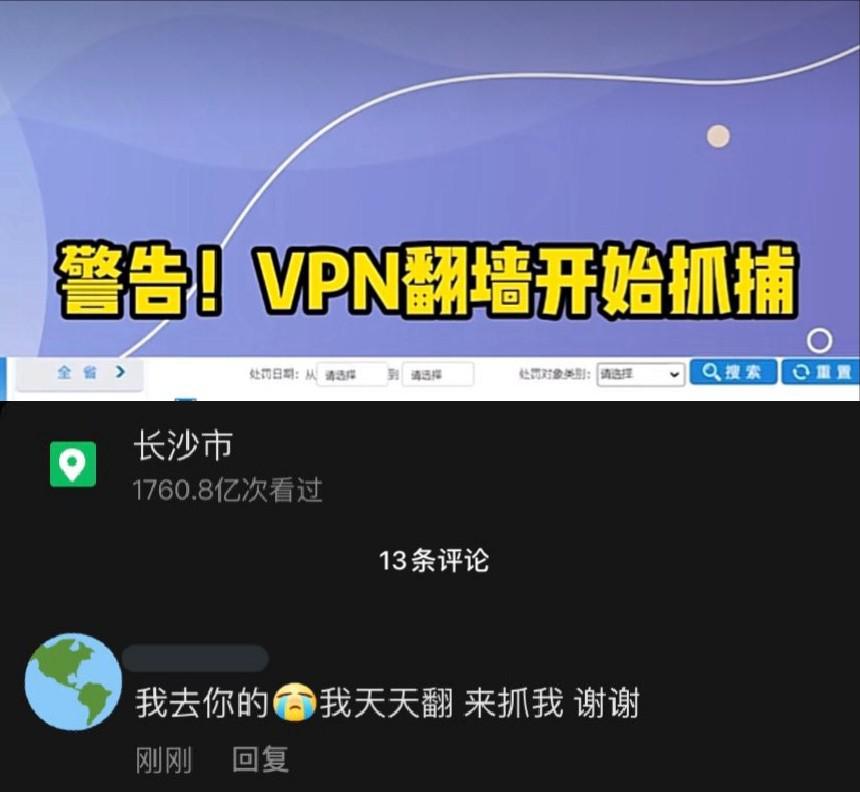 警告！VPN翻墙开始抓捕
全省 处罚日期：从 请选择 到 请选择 处罚对象类别：请选择 搜索 重置
长沙市
1760.8亿次看过
13条评论
我去你的😭我天天翻 来抓我 谢谢
刚刚 回复